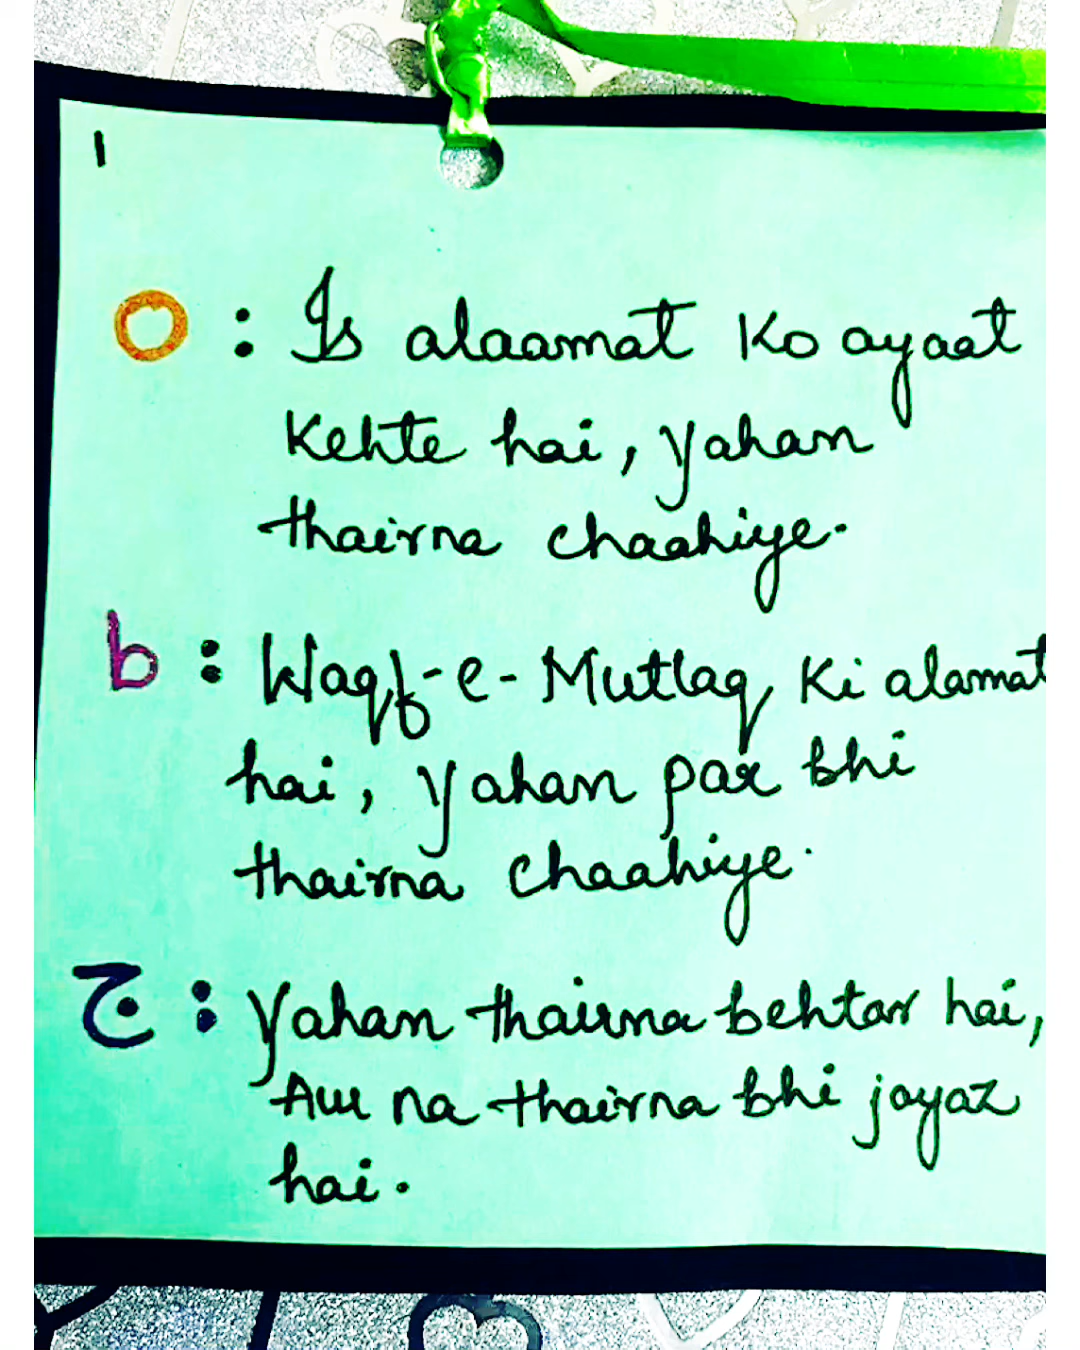 1
○ : Is alaamat ko ayaat
kehte hai, yahan
thairna chaahiye.
ط : Waqf-e-Mutlaq ki alamat
hai, yahan par bhi
thairna chaahiye.
ج : Yahan thairna behtar hai,
Aur na thairna bhi jayaz
hai.